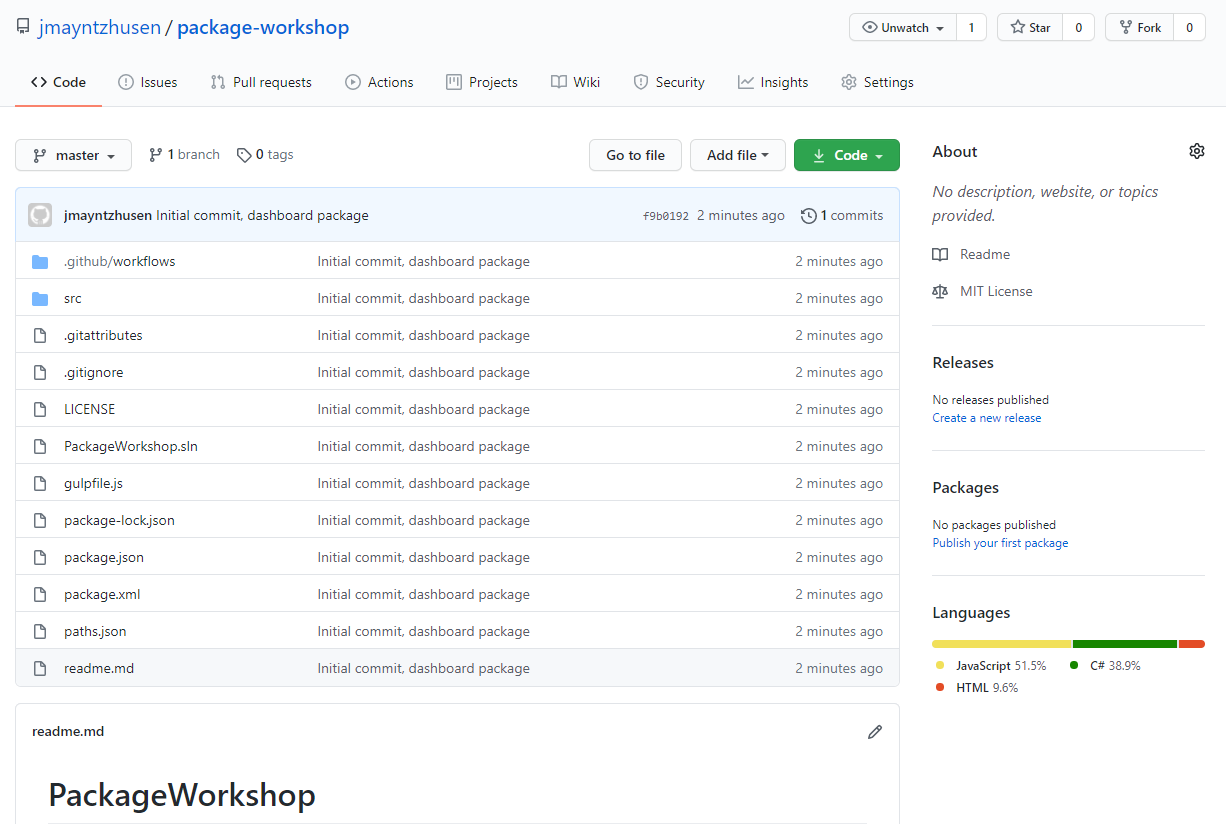 jmayntzhusen / package-workshop
Unwatch 1 Star 0 Fork 0
Code Issues Pull requests Actions Projects Wiki Security Insights Settings
master 1 branch 0 tags Go to file Add file Code
jmayntzhusen Initial commit, dashboard package f9b0192 2 minutes ago 1 commits
.github/workflows Initial commit, dashboard package 2 minutes ago
src Initial commit, dashboard package 2 minutes ago
.gitattributes Initial commit, dashboard package 2 minutes ago
.gitignore Initial commit, dashboard package 2 minutes ago
LICENSE Initial commit, dashboard package 2 minutes ago
PackageWorkshop.sln Initial commit, dashboard package 2 minutes ago
gulpfile.js Initial commit, dashboard package 2 minutes ago
package-lock.json Initial commit, dashboard package 2 minutes ago
package.json Initial commit, dashboard package 2 minutes ago
package.xml Initial commit, dashboard package 2 minutes ago
paths.json Initial commit, dashboard package 2 minutes ago
readme.md Initial commit, dashboard package 2 minutes ago
readme.md
PackageWorkshop
About
No description, website, or topics
provided.
Readme
MIT License
Releases
No releases published
Create a new release
Packages
No packages published
Publish your first package
Languages
JavaScript 51.5% C# 38.9%
HTML 9.6%